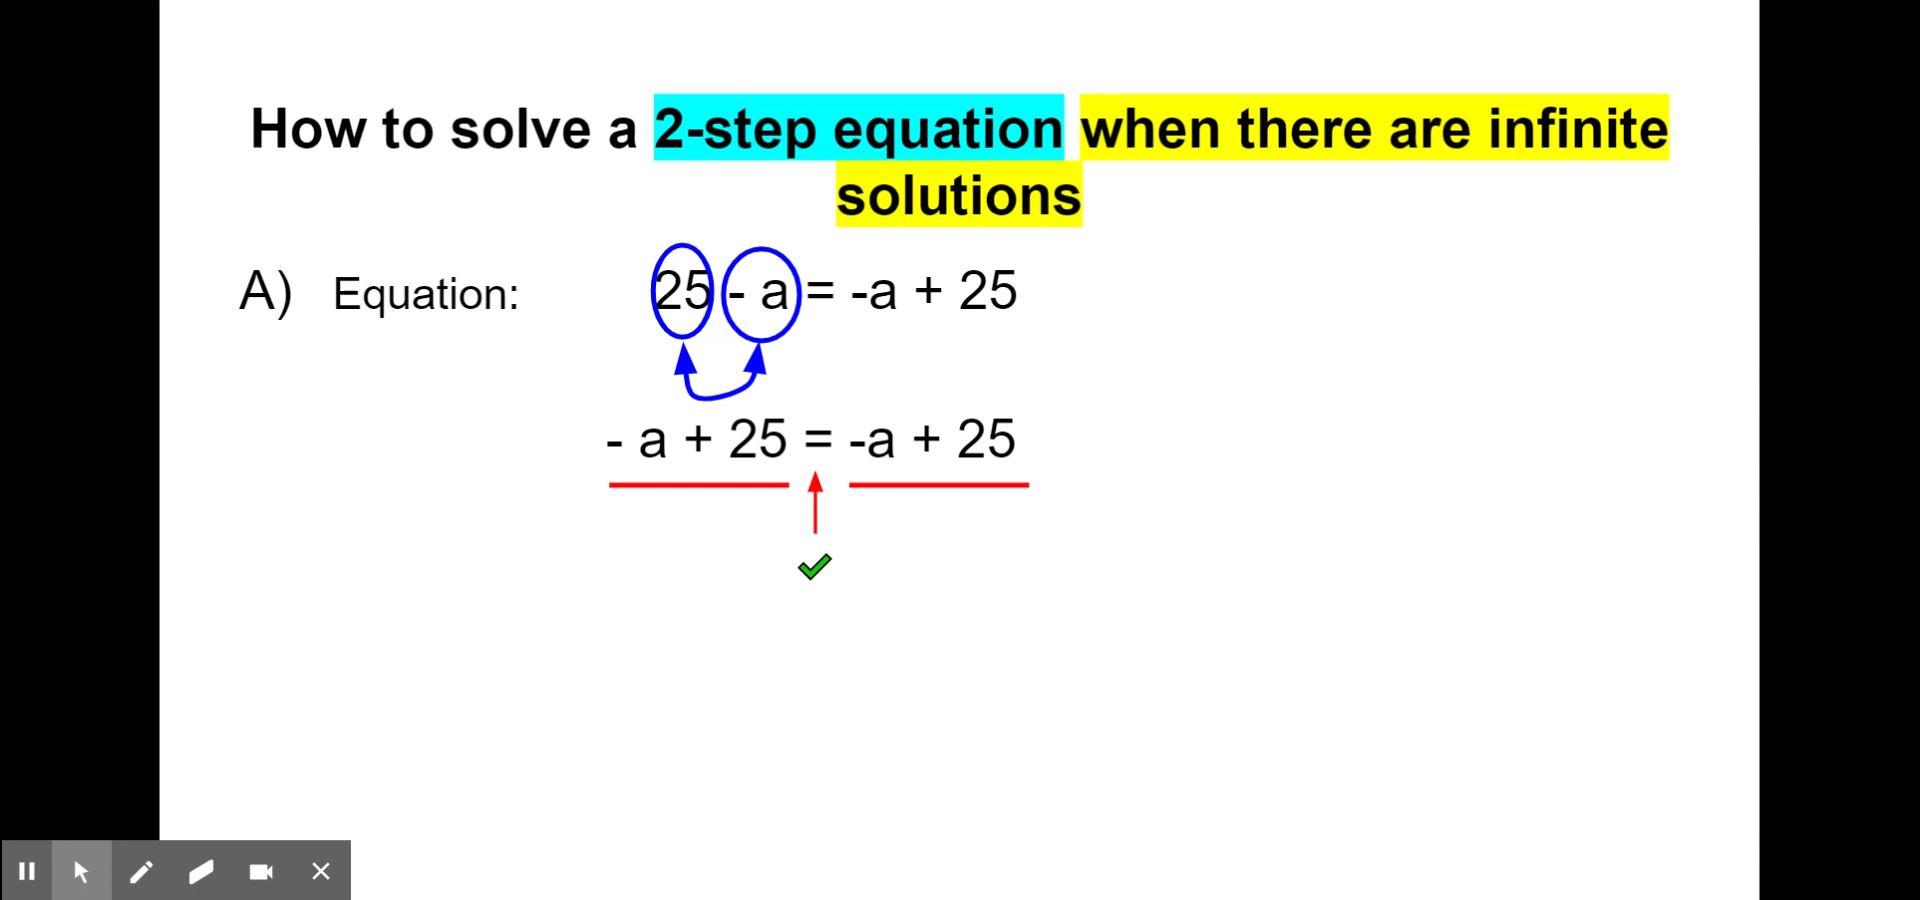 How to solve a 2-step equation when there are infinite
solutions
A) Equation: 25 - a = -a + 25
- a + 25 = -a + 25